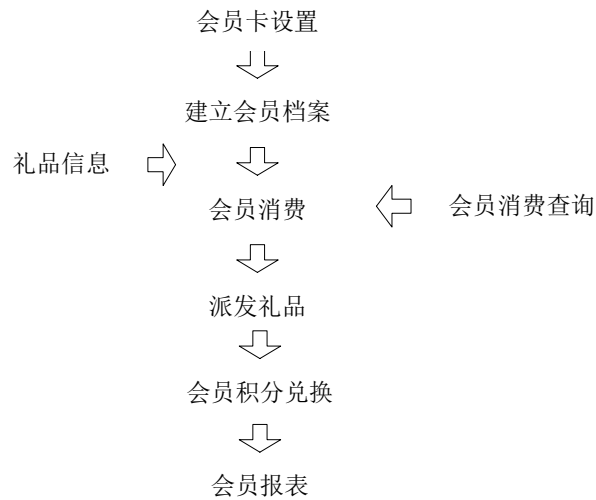 会员卡设置
建立会员档案
礼品信息
会员消费
会员消费查询
派发礼品
会员积分兑换
会员报表